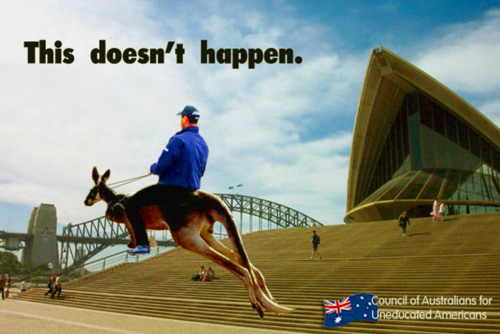 This doesn't happen.
Council of Australians for
Uneducated Americans